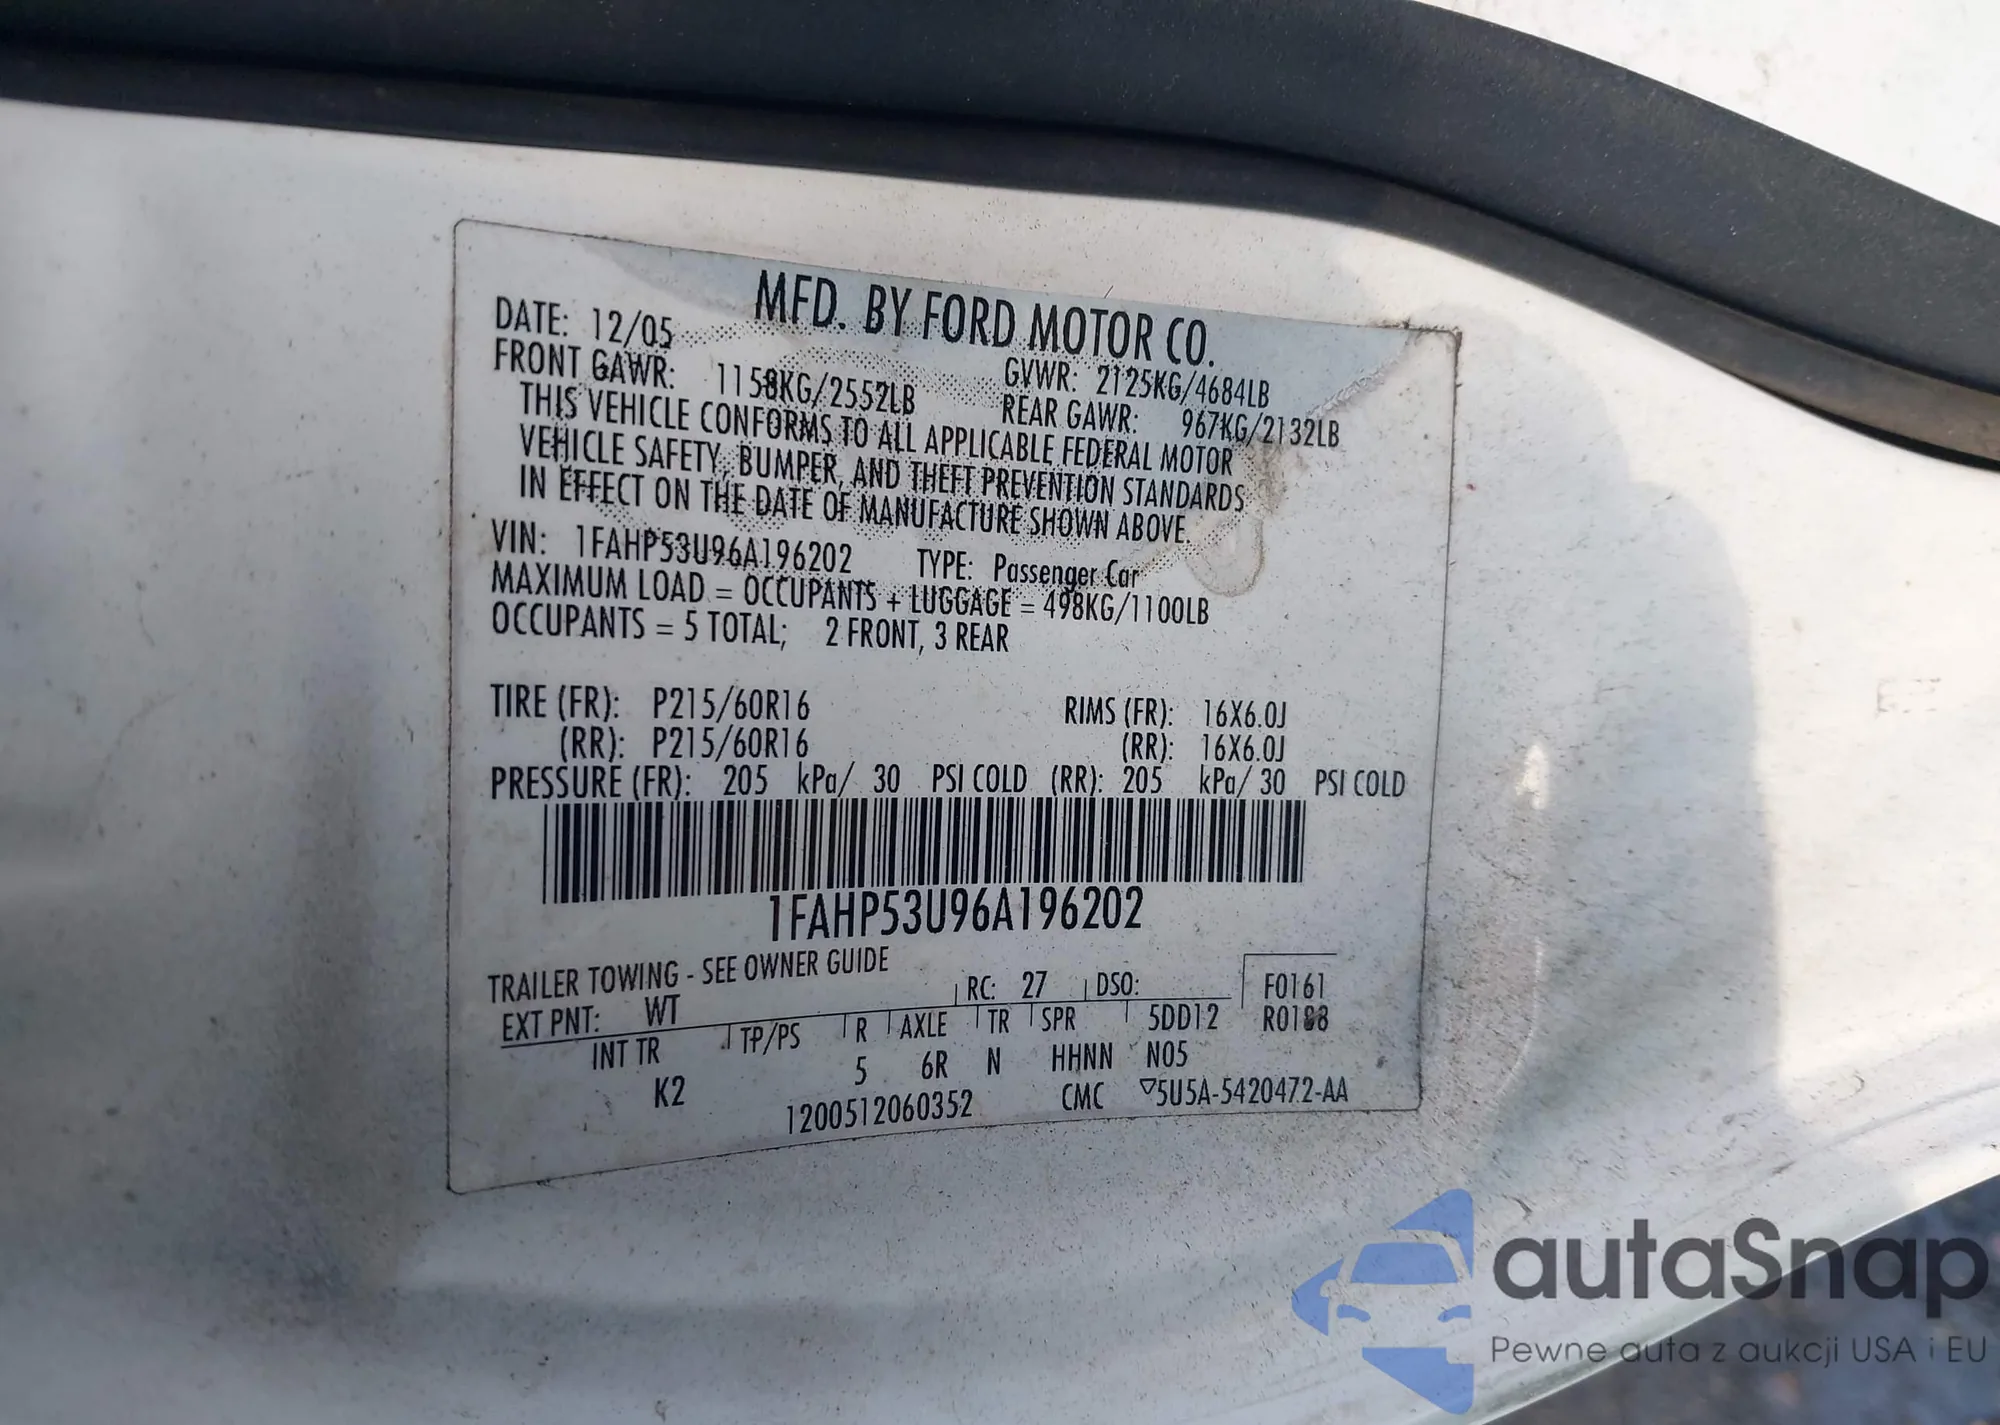 MFD. BY FORD MOTOR CO.
DATE: 12/05 GVWR: 2125KG/4684LB
FRONT GAWR: 1158KG/2552LB REAR GAWR: 967KG/2132LB
THIS VEHICLE CONFORMS TO ALL APPLICABLE FEDERAL MOTOR
VEHICLE SAFETY, BUMPER, AND THEFT PREVENTION STANDARDS
IN EFFECT ON THE DATE OF MANUFACTURE SHOWN ABOVE.
VIN: 1FAHP53U96A196202 TYPE: Passenger Car
MAXIMUM LOAD = OCCUPANTS + LUGGAGE = 498KG/1100LB
OCCUPANTS = 5 TOTAL; 2 FRONT, 3 REAR
TIRE (FR): P215/60R16 RIMS (FR): 16X6.0J
(RR): P215/60R16 (RR): 16X6.0J
PRESSURE (FR): 205 kPa/ 30 PSI COLD (RR): 205 kPa/ 30 PSI COLD
1FAHP53U96A196202
TRAILER TOWING - SEE OWNER GUIDE
EXT PNT: WT RC: 27 DSO: F0161
INT TR TP/PS R AXLE TR SPR 5DD12 R0188
K2 5 6R N HHNN N05
1200512060352 CMC ▽5U5A-5420472-AA
autaSnap
Pewne auta z aukcji USA i EU